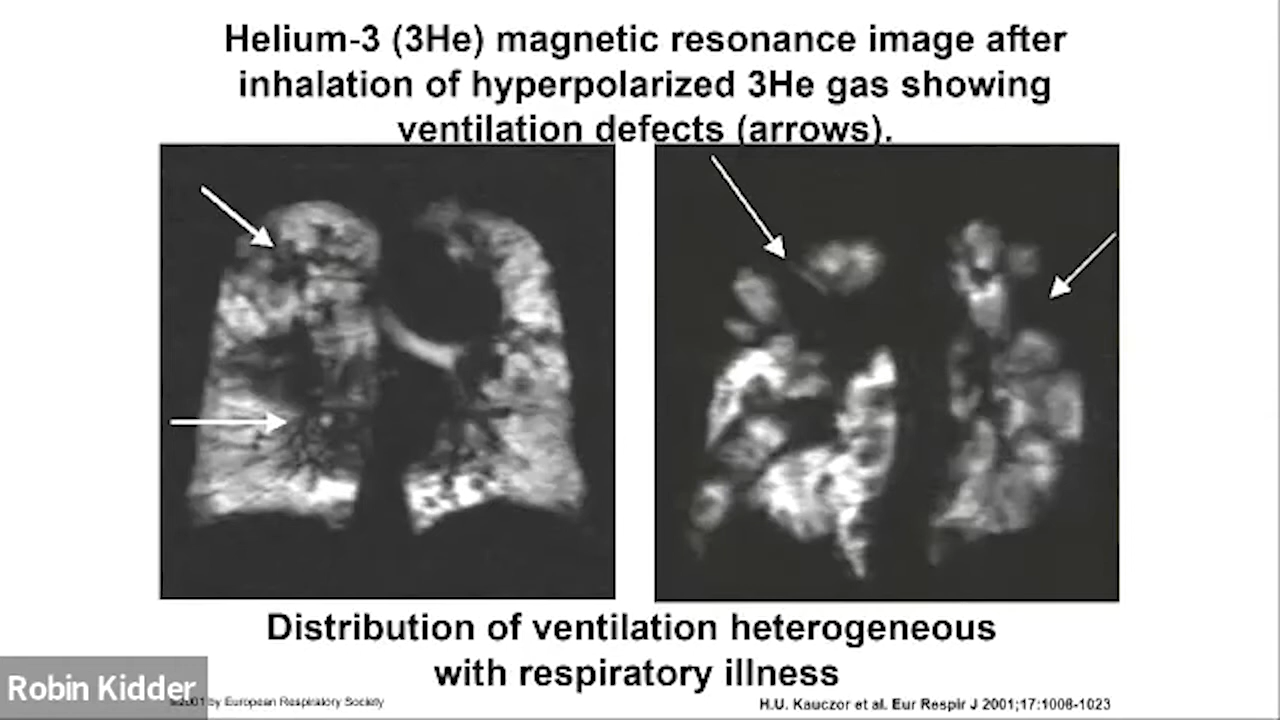 Helium-3 (3He) magnetic resonance image after
inhalation of hyperpolarized 3He gas showing
ventilation defects (arrows).
Distribution of ventilation heterogeneous
with respiratory illness
Robin Kidder
by European Respiratory Society
H.U. Kauczor et al. Eur Respir J 2001;17:1008-1023